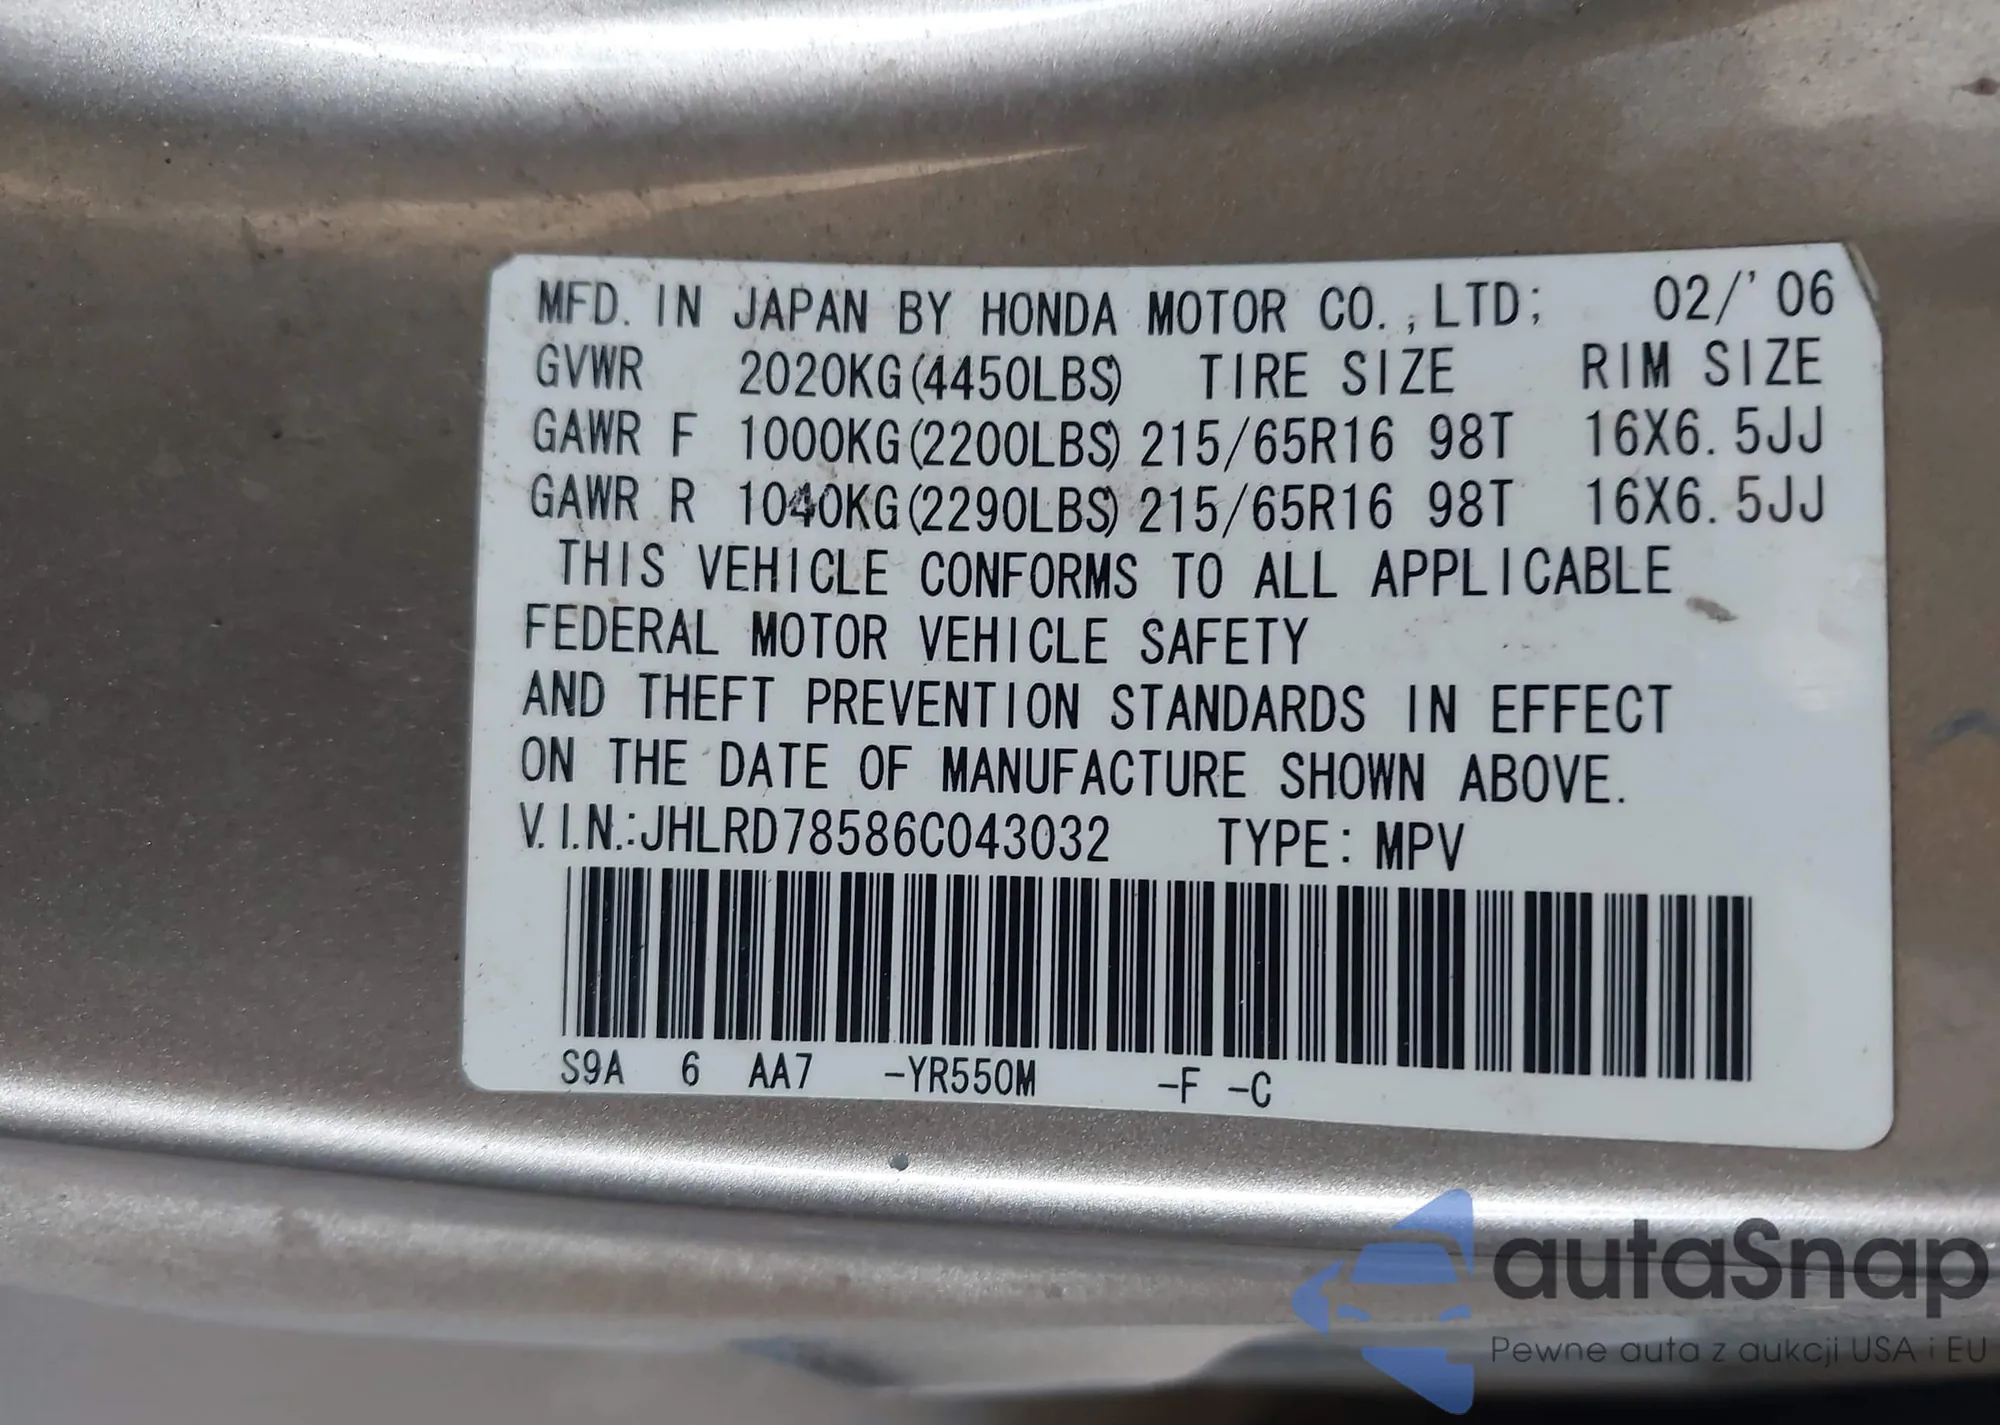 MFD. IN JAPAN BY HONDA MOTOR CO.,LTD; 02/'06
GVWR 2020KG(4450LBS) TIRE SIZE RIM SIZE
GAWR F 1000KG(2200LBS) 215/65R16 98T 16X6.5JJ
GAWR R 1040KG(2290LBS) 215/65R16 98T 16X6.5JJ
THIS VEHICLE CONFORMS TO ALL APPLICABLE
FEDERAL MOTOR VEHICLE SAFETY
AND THEFT PREVENTION STANDARDS IN EFFECT
ON THE DATE OF MANUFACTURE SHOWN ABOVE.
V.I.N.:JHLRD78586C043032 TYPE: MPV
S9A 6 AA7 -YR550M -F -C
autaSnap
Pewne auta z aukcji USA i EU